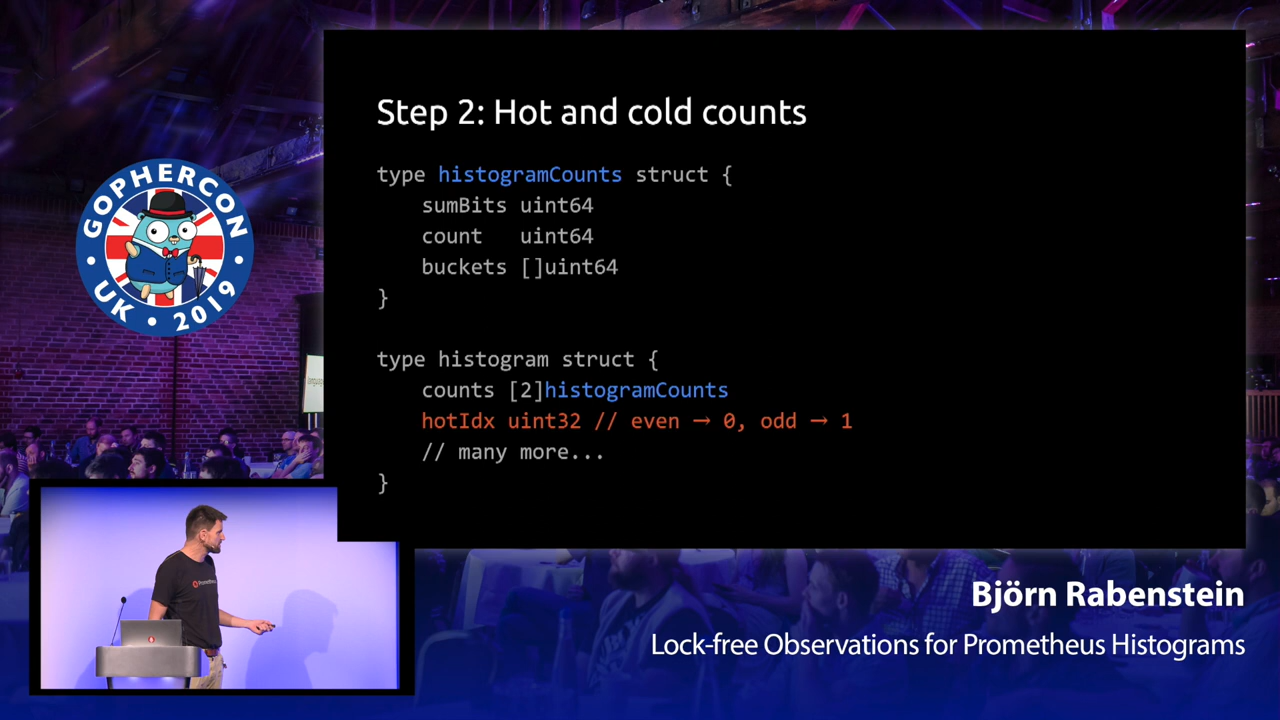 Step 2: Hot and cold counts
type histogramCounts struct {
sumBits uint64
count uint64
buckets []uint64
}
type histogram struct {
counts [2]histogramCounts
hotIdx uint32 // even → 0, odd → 1
// many more...
}
GOPHERCON
UK • 2019
Prometheus
Björn Rabenstein
Lock-free Observations for Prometheus Histograms